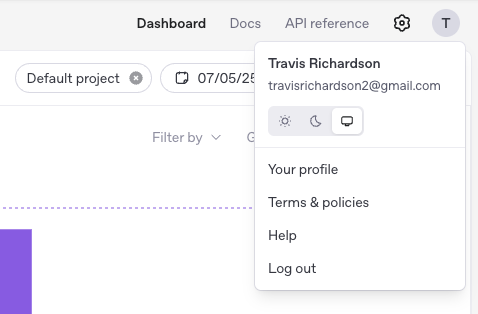 Dashboard Docs API reference T
Travis Richardson
travisrichardson2@gmail.com
Default project 07/05/25
Filter by G
Your profile
Terms & policies
Help
Log out